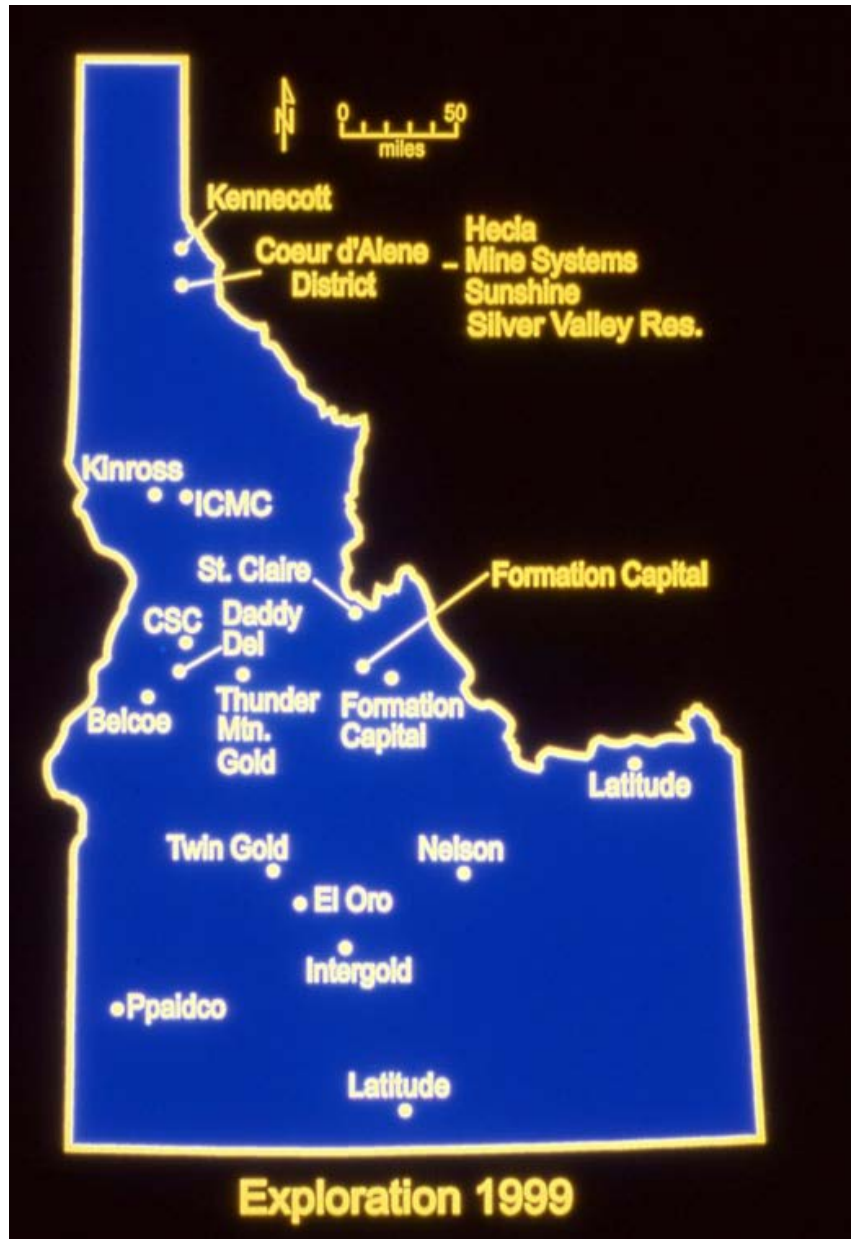 N
0 50
miles
Kennecott
Coeur d'Alene
District
Hecla
Mine Systems
Sunshine
Silver Valley Res.
Kinross
ICMC
St. Claire
Formation Capital
CSC
Daddy
Del
Belcoe
Thunder
Mtn.
Gold
Formation
Capital
Latitude
Twin Gold
Nelson
El Oro
Intergold
Ppaidco
Latitude
Exploration 1999